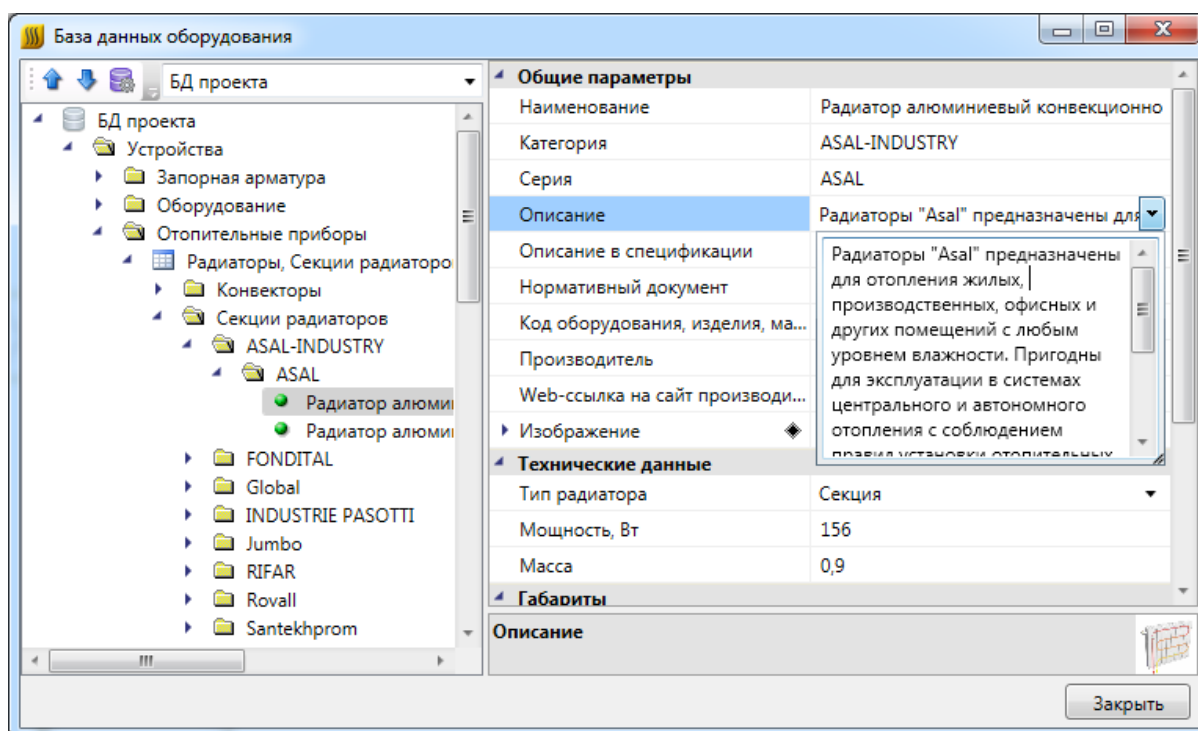 База данных оборудования
БД проекта
БД проекта
Устройства
Запорная арматура
Оборудование
Отопительные приборы
Радиаторы, Секции радиаторо
Конвекторы
Секции радиаторов
ASAL-INDUSTRY
ASAL
Радиатор алюми
Радиатор алюми
FONDITAL
Global
INDUSTRIE PASOTTI
Jumbo
RIFAR
Rovall
Santekhprom
Общие параметры
Наименование Радиатор алюминиевый конвекционно
Категория ASAL-INDUSTRY
Серия ASAL
Описание Радиаторы "Asal" предназначены для
Описание в спецификации
Нормативный документ
Код оборудования, изделия, ма...
Производитель
Web-ссылка на сайт производи...
Изображение
Радиаторы "Asal" предназначены
для отопления жилых,
производственных, офисных и
других помещений с любым
уровнем влажности. Пригодны
для эксплуатации в системах
центрального и автономного
отопления с соблюдением
правил установки отопительных
Технические данные
Тип радиатора Секция
Мощность, Вт 156
Масса 0,9
Габариты
Описание
Закрыть